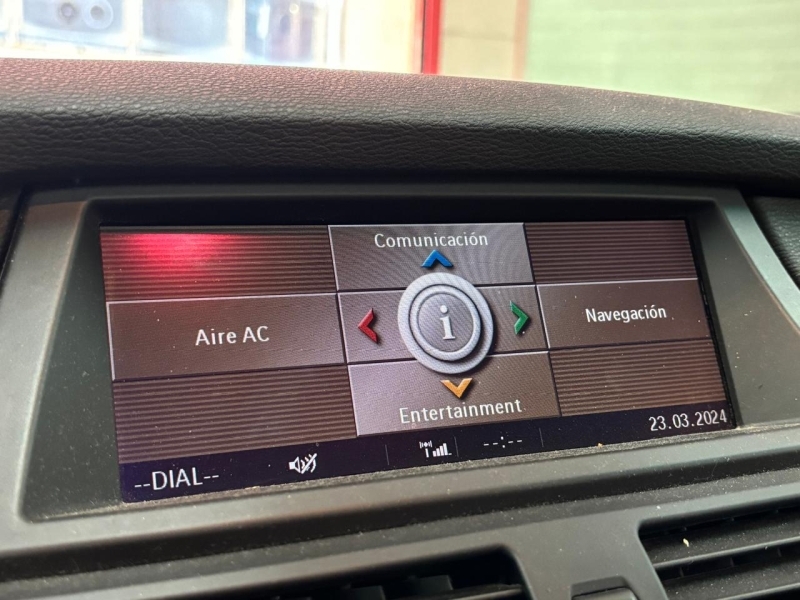 Comunicación
Aire AC
i
Navegación
Entertainment
23.03.2024
--DIAL--
--:--